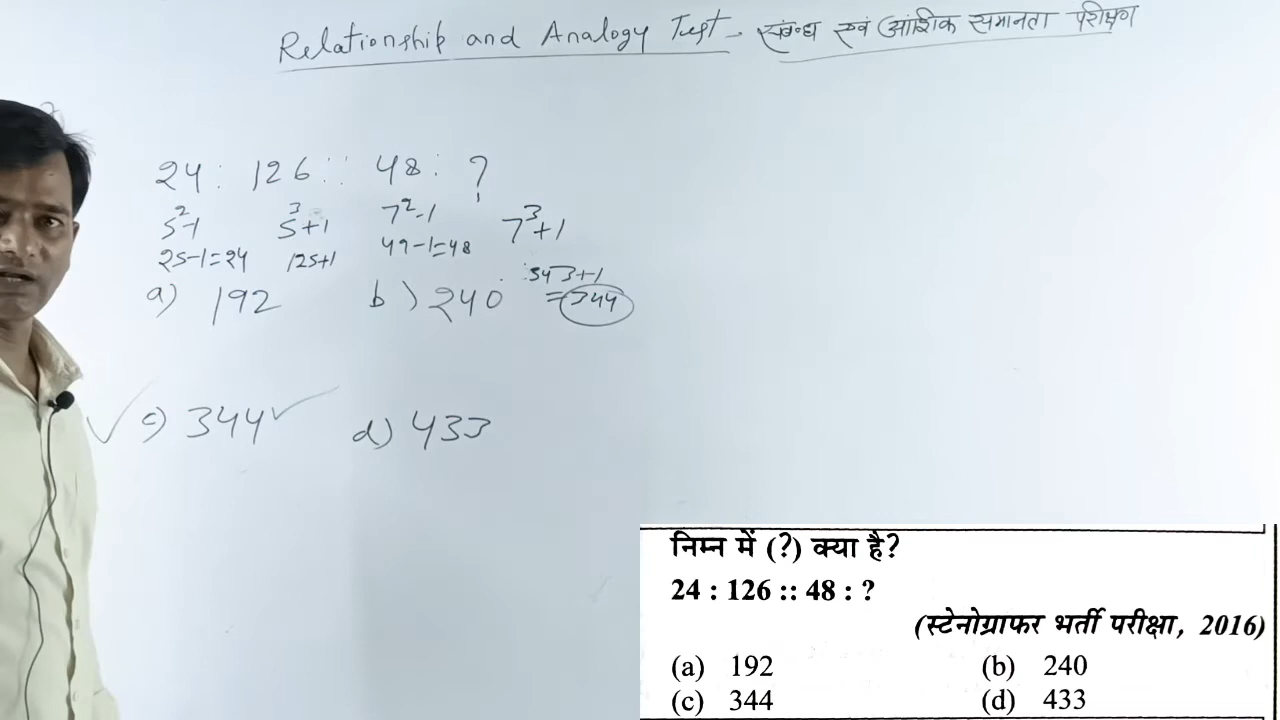 Relationship and Analogy Test - संबन्ध एवं आंशिक समानता परीक्षण
24 : 126 :: 48 : ?
5²-1 5³+1 7²-1 7³+1
25-1=24 125+1 49-1=48 343+1
a) 192 b) 240 =344
c) 344 d) 433
निम्न में (?) क्या है?
24 : 126 :: 48 : ?
(स्टेनोग्राफर भर्ती परीक्षा, 2016)
(a) 192 (b) 240
(c) 344 (d) 433